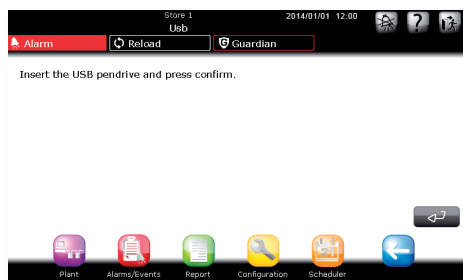 Store 1
2014/01/01 12:00
Usb
Alarm
Reload
G Guardian
?
Insert the USB pendrive and press confirm.
Plant
Alarms/Events
Report
Configuration
Scheduler